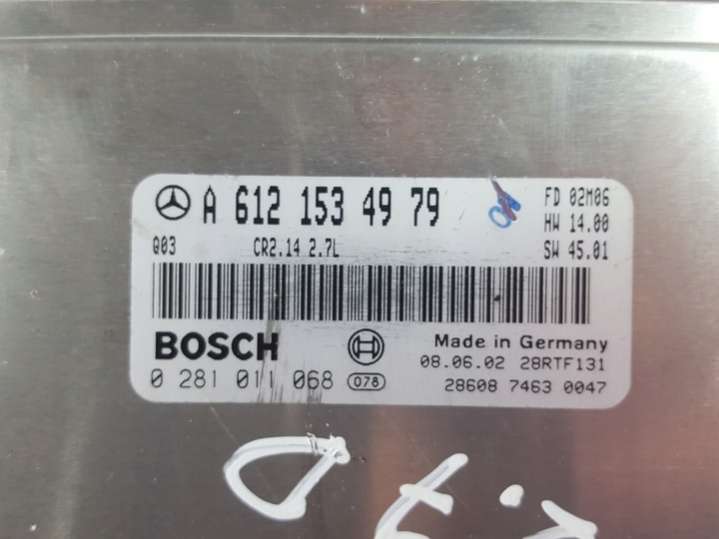 A 612 153 49 79
FD 02M06
HW 14.00
Q03 CR2.14 2.7L
SW 45.01
BOSCH
Made in Germany
08.06.02 28RTF131
0 281 011 068 078
28608 7463 0047